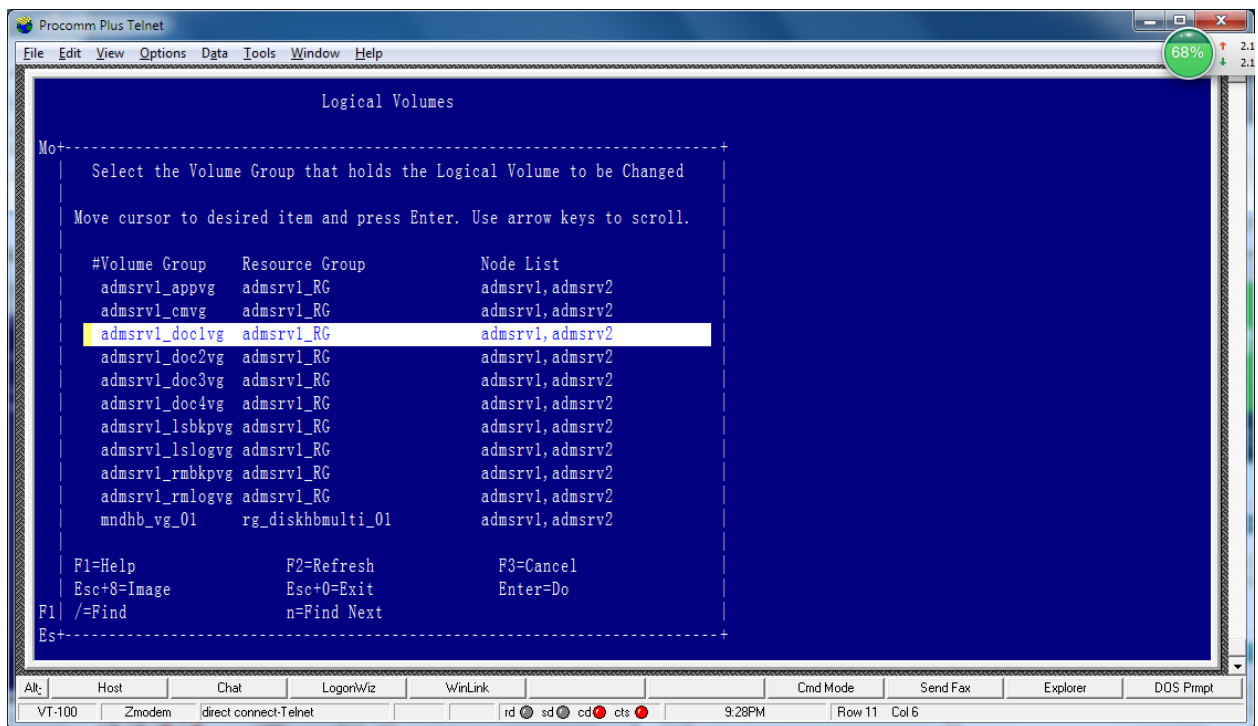 Procomm Plus Telnet
File Edit View Options Data Tools Window Help
68% 2.1
2.1
Logical Volumes
Mo+-----------------------------------------------------------------------+
Select the Volume Group that holds the Logical Volume to be Changed
Move cursor to desired item and press Enter. Use arrow keys to scroll.
#Volume Group Resource Group Node List
admsrv1_appvg admsrv1_RG admsrv1,admsrv2
admsrv1_cmvg admsrv1_RG admsrv1,admsrv2
admsrv1_doc1vg admsrv1_RG admsrv1,admsrv2
admsrv1_doc2vg admsrv1_RG admsrv1,admsrv2
admsrv1_doc3vg admsrv1_RG admsrv1,admsrv2
admsrv1_doc4vg admsrv1_RG admsrv1,admsrv2
admsrv1_lsbkpvg admsrv1_RG admsrv1,admsrv2
admsrv1_lslogvg admsrv1_RG admsrv1,admsrv2
admsrv1_rmbkpvg admsrv1_RG admsrv1,admsrv2
admsrv1_rmlogvg admsrv1_RG admsrv1,admsrv2
mndhb_vg_01 rg_diskhbmulti_01 admsrv1,admsrv2
F1=Help F2=Refresh F3=Cancel
Esc+8=Image Esc+0=Exit Enter=Do
F1| /=Find n=Find Next
Es+-----------------------------------------------------------------------+
Alt- Host Chat LogonWiz WinLink Cmd Mode Send Fax Explorer DOS Prmpt
VT-100 Zmodem direct connect-Telnet rd sd cd cts 9:28PM Row 11 Col 6